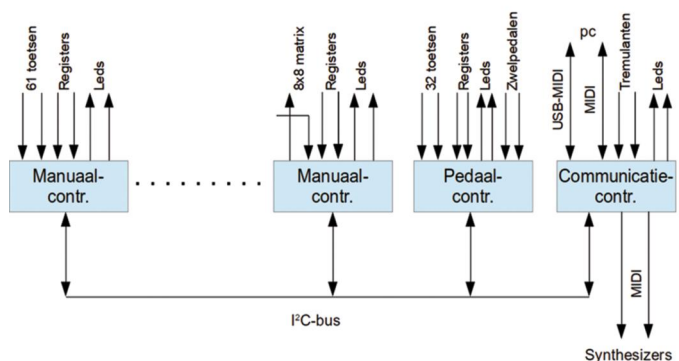 61 toetsen
Registers
Leds
8x8 matrix
Registers
Leds
32 toetsen
Registers
Leds
Zwelpedalen
pc
USB-MIDI
MIDI
Tremulanten
Leds
Manuaal-
contr.
Manuaal-
contr.
Pedaal-
contr.
Communicatie-
contr.
I²C-bus
MIDI
Synthesizers